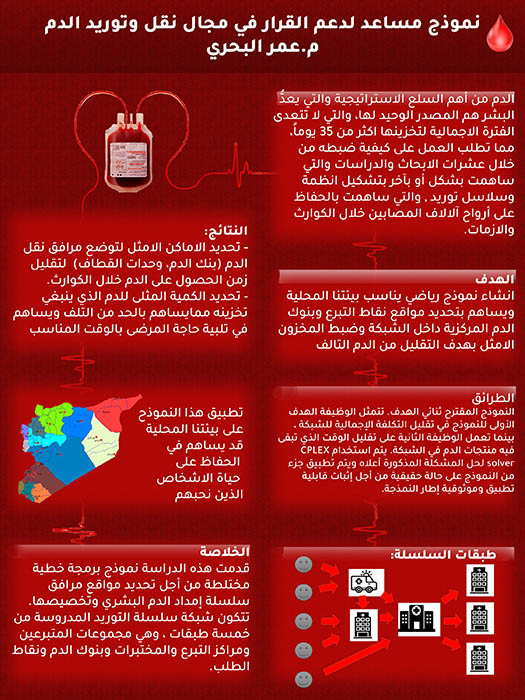 نموذج مساعد لدعم القرار في مجال نقل وتوريد الدم
م.عمر البحري
الدم من أهم السلع الاستراتيجية والتي يعدُّ
البشر هم المصدر الوحيد لها، والتي لا تتعدى
الفترة الاجمالية لتخزينها اكثر من 35 يوماً،
مما تطلب العمل على كيفية ضبطه من
خلال عشرات الابحاث والدراسات والتي
ساهمت بشكل أو بآخر بتشكيل انظمة
وسلاسل توريد , والتي ساهمت بالحفاظ
على أرواح آلالاف المصابين خلال الكوارث
والازمات.
الهدف
انشاء نموذج رياضي يناسب بيئتنا المحلية
ويساهم بتحديد مواقع نقاط التبرع وبنوك
الدم المركزية داخل الشبكة وضبط المخزون
الامثل بهدف التقليل من الدم التالف
الطرائق
النموذج المقترح ثنائي الهدف. تتمثل الوظيفة الهدف
الأولى للنموذج في تقليل التكلفة الإجمالية للشبكة ,
بينما تعمل الوظيفة الثانية على تقليل الوقت الذي تبقى
فيه منتجات الدم في الشبكة. يتم استخدام CPLEX
solver لحل المشكلة المذكورة أعلاه ويتم تطبيق جزء
من النموذج على حالة حقيقية من أجل إثبات قابلية
تطبيق وموثوقية إطار النمذجة.
طبقات السلسلة:
النتائج:
- تحديد الاماكن الامثل لتوضع مرافق نقل
الدم (بنك الدم، وحدات القطاف) لتقليل
زمن الحصول على الدم خلال الكوارث.
- تحديد الكمية المثلى للدم الذي ينبغي
تخزينه ممايساهم بالحد من التلف ويساهم
في تلبية حاجة المرضى بالوقت المناسب
تطبيق هذا النموذج
على بيئتنا المحلية
قد يساهم في
الحفاظ على
حياة الاشخاص
الذين نحبهم
الخلاصة
قدمت هذه الدراسة نموذج برمجة خطية
مختلطة من أجل تحديد مواقع مرافق
سلسلة إمداد الدم البشري وتخصيصها.
تتكون شبكة سلسلة التوريد المدروسة من
خمسة طبقات ، وهي مجموعات المتبرعين
ومراكز التبرع والمختبرات وبنوك الدم ونقاط
الطلب.